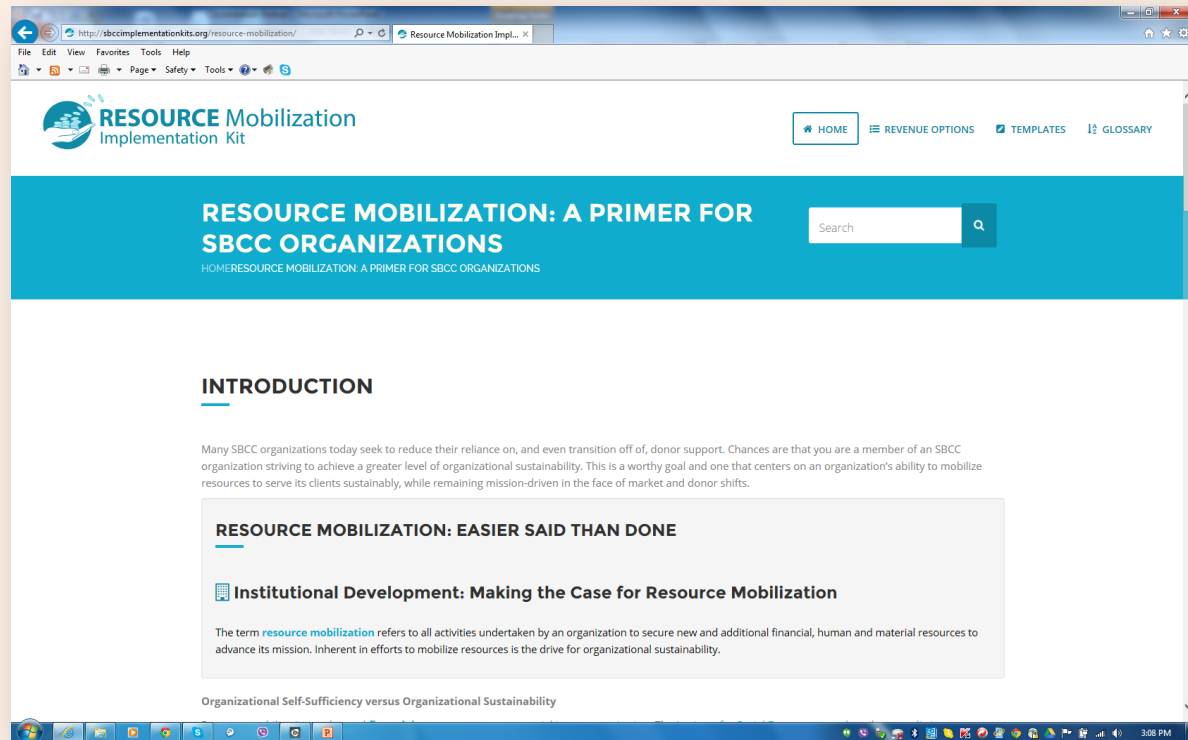 http://sbccimplementationkits.org/resource-mobilization/
Resource Mobilization Impl...
File Edit View Favorites Tools Help
Page Safety Tools
RESOURCE Mobilization
Implementation Kit
HOME
REVENUE OPTIONS
TEMPLATES
GLOSSARY
RESOURCE MOBILIZATION: A PRIMER FOR
SBCC ORGANIZATIONS
HOMERESOURCE MOBILIZATION: A PRIMER FOR SBCC ORGANIZATIONS
Search
INTRODUCTION
Many SBCC organizations today seek to reduce their reliance on, and even transition off of, donor support. Chances are that you are a member of an SBCC
organization striving to achieve a greater level of organizational sustainability. This is a worthy goal and one that centers on an organization's ability to mobilize
resources to serve its clients sustainably, while remaining mission-driven in the face of market and donor shifts.
RESOURCE MOBILIZATION: EASIER SAID THAN DONE
Institutional Development: Making the Case for Resource Mobilization
The term resource mobilization refers to all activities undertaken by an organization to secure new and additional financial, human and material resources to
advance its mission. Inherent in efforts to mobilize resources is the drive for organizational sustainability.
Organizational Self-Sufficiency versus Organizational Sustainability
3:08 PM